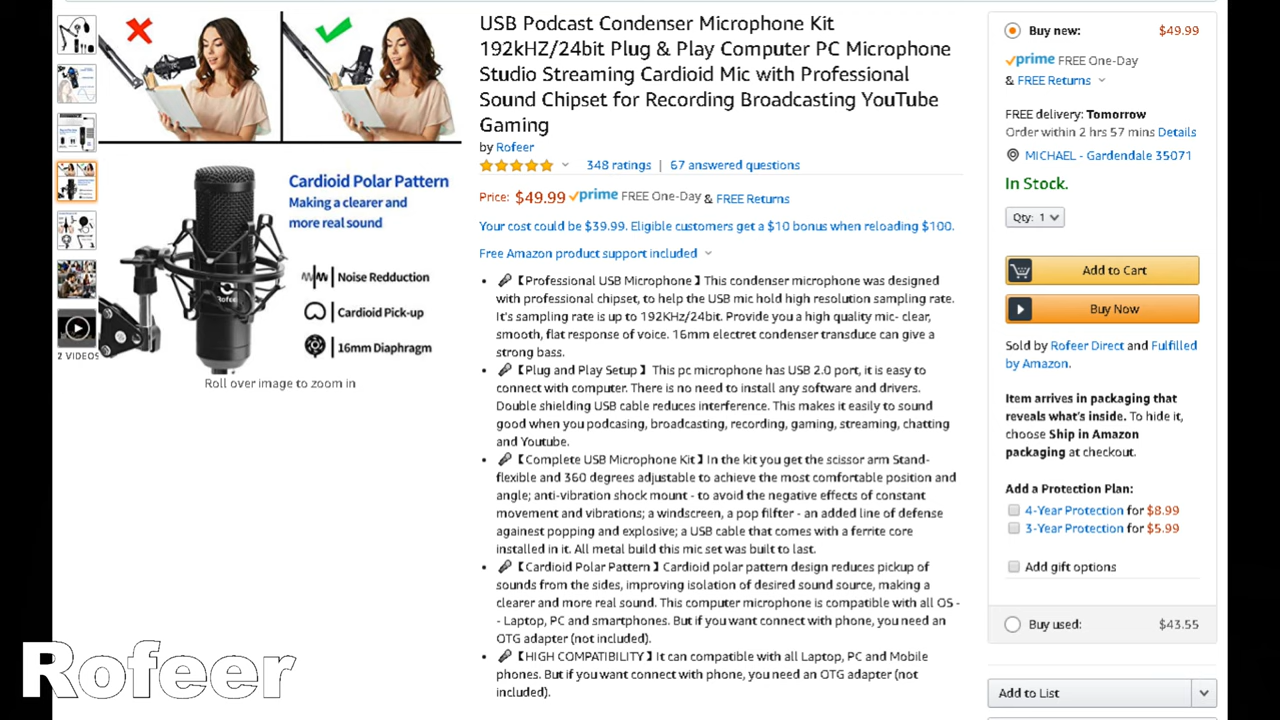 USB Podcast Condenser Microphone Kit
192kHZ/24bit Plug & Play Computer PC Microphone
Studio Streaming Cardioid Mic with Professional
Sound Chipset for Recording Broadcasting YouTube
Gaming
by Rofeer
348 ratings | 67 answered questions
Price: $49.99 prime FREE One-Day & FREE Returns
Your cost could be $39.99. Eligible customers get a $10 bonus when reloading $100.
Free Amazon product support included
• 【Professional USB Microphone】This condenser microphone was designed
with professional chipset, to help the USB mic hold high resolution sampling rate.
It's sampling rate is up to 192KHz/24bit. Provide you a high quality mic- clear,
smooth, flat response of voice. 16mm electret condenser transduce can give a
strong bass.
• 【Plug and Play Setup】This pc microphone has USB 2.0 port, it is easy to
connect with computer. There is no need to install any software and drivers.
Double shielding USB cable reduces interference. This makes it easily to sound
good when you podcasing, broadcasting, recording, gaming, streaming, chatting
and Youtube.
• 【Complete USB Microphone Kit】In the kit you get the scissor arm Stand-
flexible and 360 degrees adjustable to achieve the most comfortable position and
angle; anti-vibration shock mount - to avoid the negative effects of constant
movement and vibrations; a windscreen, a pop filfter - an added line of defense
againest popping and explosive; a USB cable that comes with a ferrite core
installed in it. All metal build this mic set was built to last.
• 【Cardioid Polar Pattern】Cardioid polar pattern design reduces pickup of
sounds from the sides, improving isolation of desired sound source, making a
clearer and more real sound. This computer microphone is compatible with all OS -
- Laptop, PC and smartphones. But if you want connect with phone, you need an
OTG adapter (not included).
• 【HIGH COMPATIBILITY】It can compatible with all Laptop, PC and Mobile
phones. But if you want connect with phone, you need an OTG adapter (not
included).
Cardioid Polar Pattern
Making a clearer and
more real sound
Noise Redduction
Cardioid Pick-up
16mm Diaphragm
Rofeer
2 VIDEOS
Roll over image to zoom in
Buy new: $49.99
prime FREE One-Day
& FREE Returns
FREE delivery: Tomorrow
Order within 2 hrs 57 mins Details
MICHAEL - Gardendale 35071
In Stock.
Qty: 1
Add to Cart
Buy Now
Sold by Rofeer Direct and Fulfilled
by Amazon.
Item arrives in packaging that
reveals what's inside. To hide it,
choose Ship in Amazon
packaging at checkout.
Add a Protection Plan:
4-Year Protection for $8.99
3-Year Protection for $5.99
Add gift options
Buy used: $43.55
Add to List
Rofeer